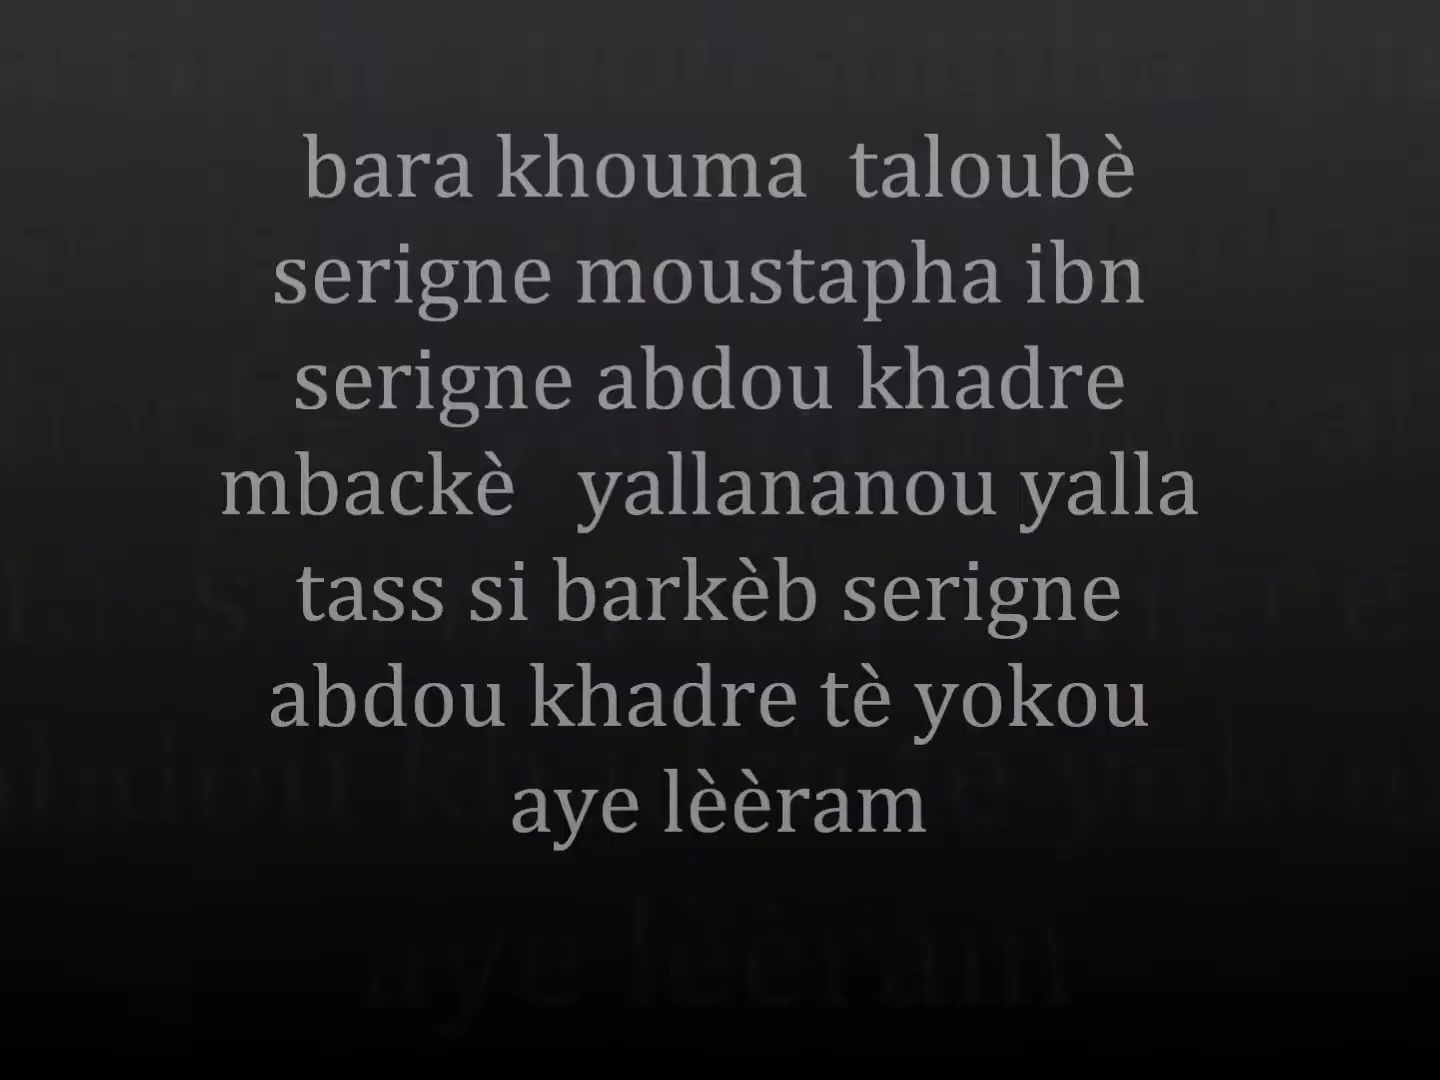 bara khouma taloubè
serigne moustapha ibn
serigne abdou khadre
mbackè yallananou yalla
tass si barkèb serigne
abdou khadre tè yokou
aye lèèram